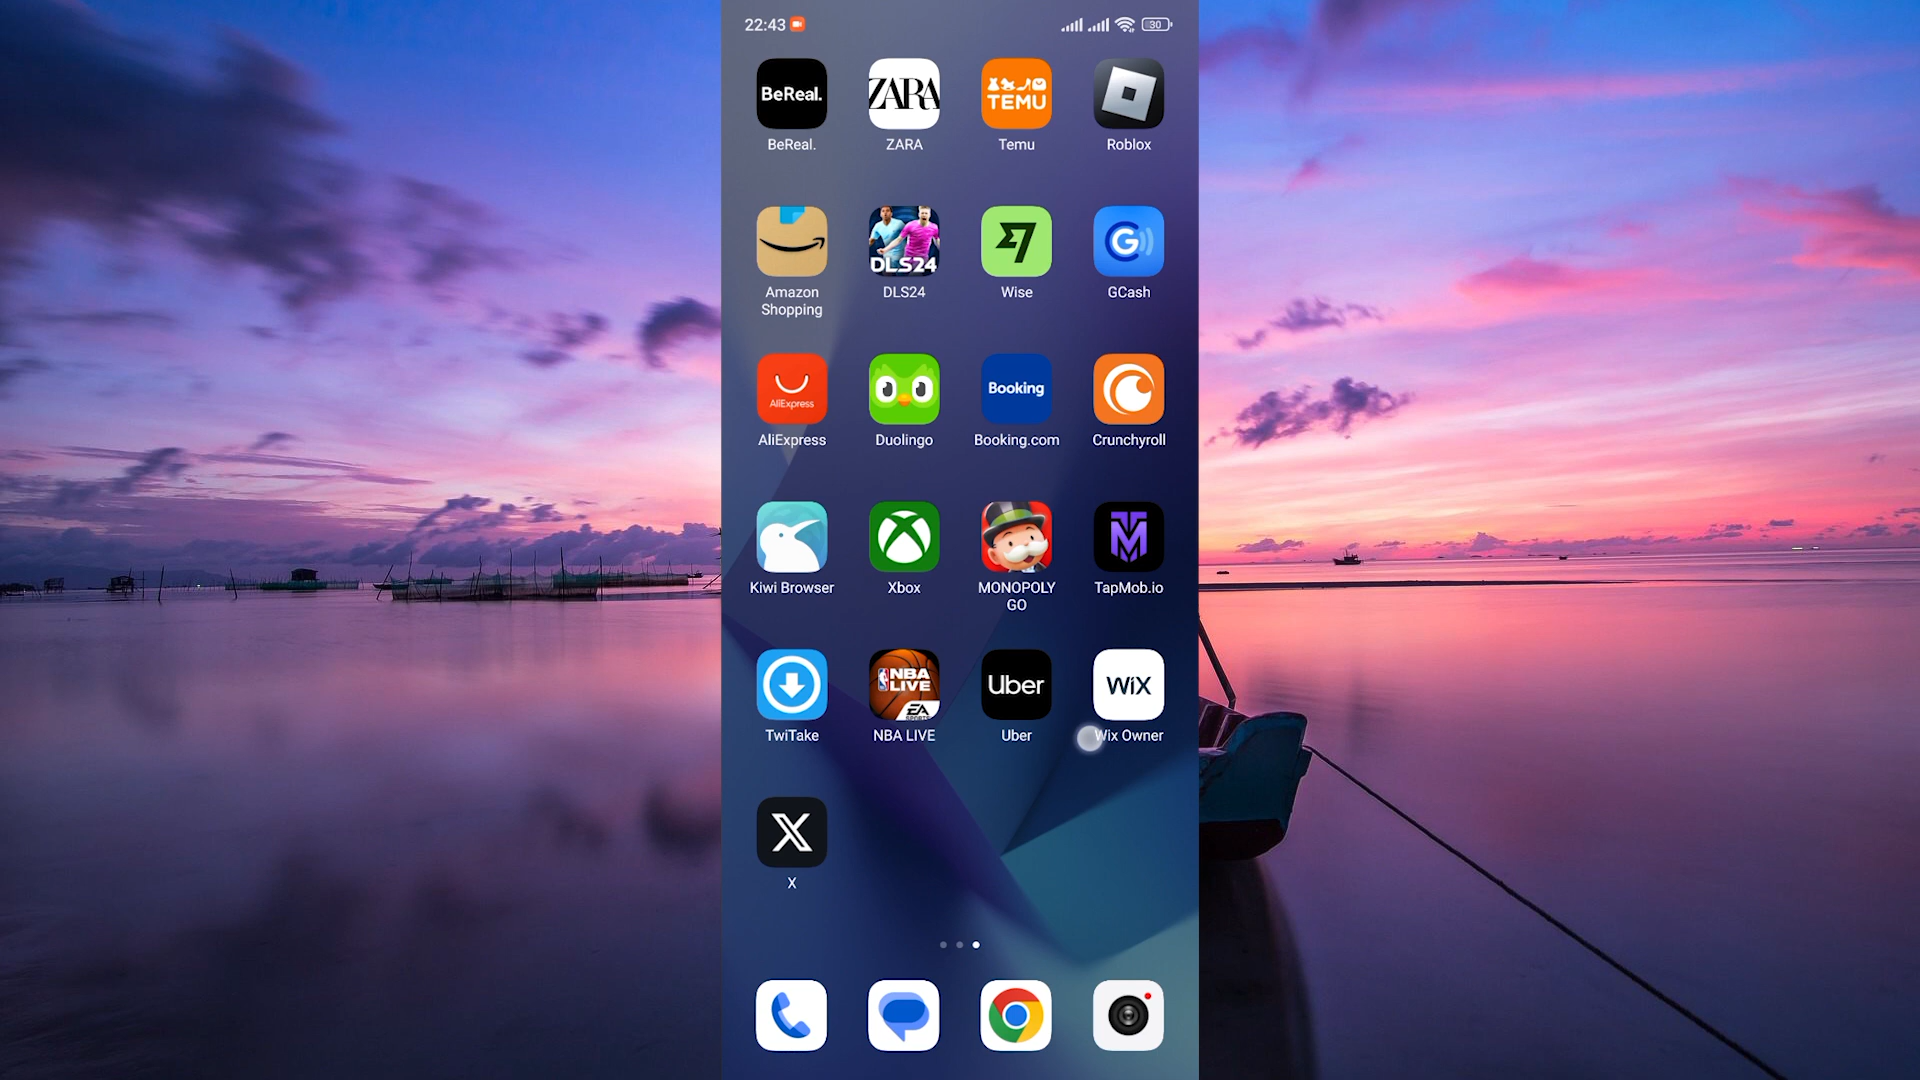 22:43
30
BeReal.
ZARA
TEMU
BeReal.
ZARA
Temu
Roblox
DLS24
G
Amazon
Shopping
DLS24
Wise
GCash
AliExpress
Booking
AliExpress
Duolingo
Booking.com
Crunchyroll
Kiwi Browser
Xbox
MONOPOLY
GO
TapMob.io
NBA
LIVE
EA
SPORTS
Uber
WiX
TwiTake
NBA LIVE
Uber
Wix Owner
X
X